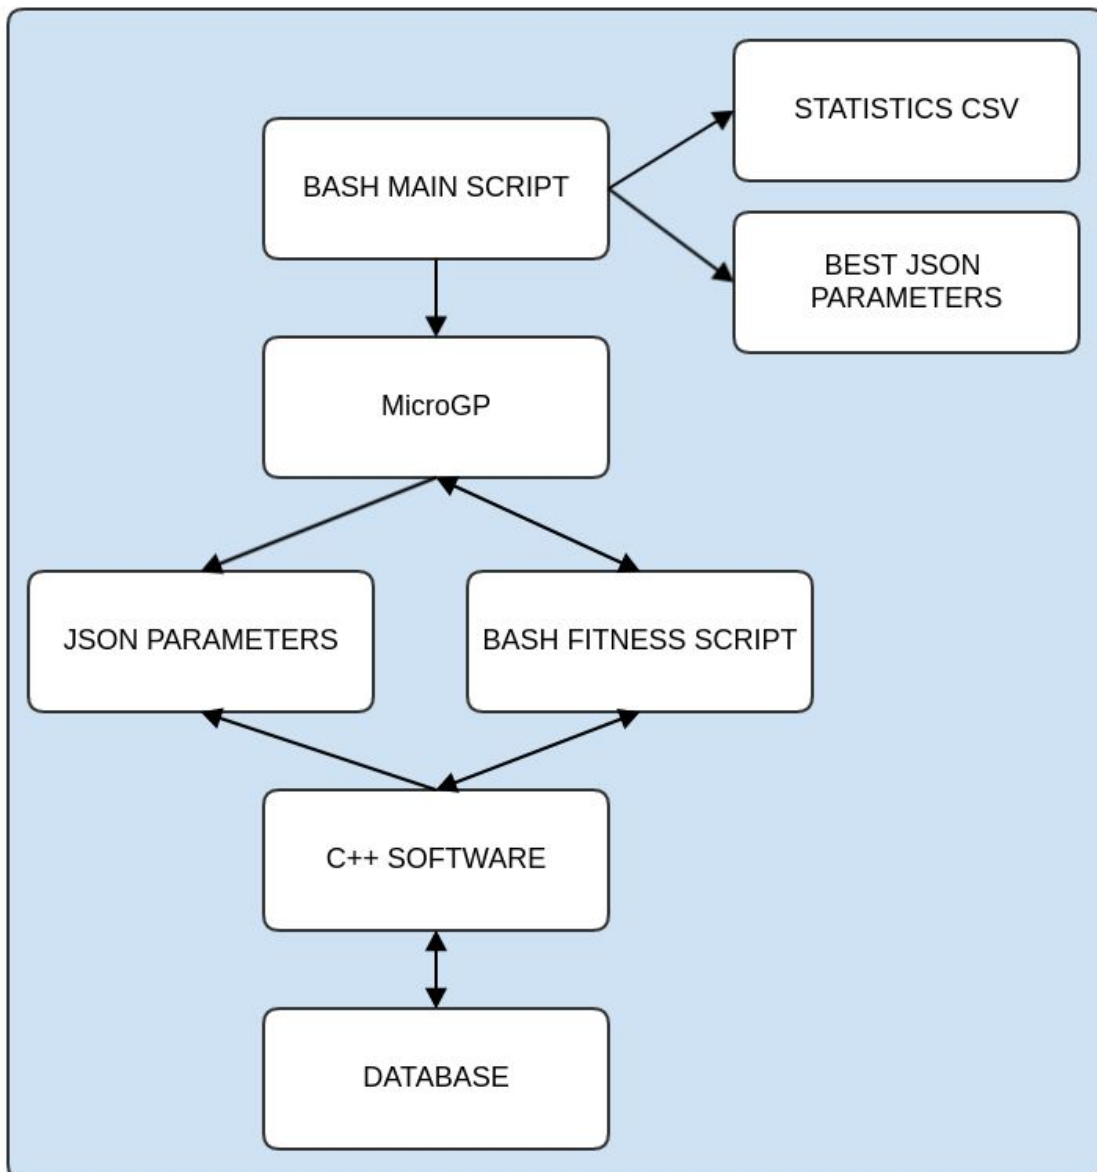 STATISTICS CSV
BASH MAIN SCRIPT
BEST JSON
PARAMETERS
MicroGP
JSON PARAMETERS
BASH FITNESS SCRIPT
C++ SOFTWARE
DATABASE